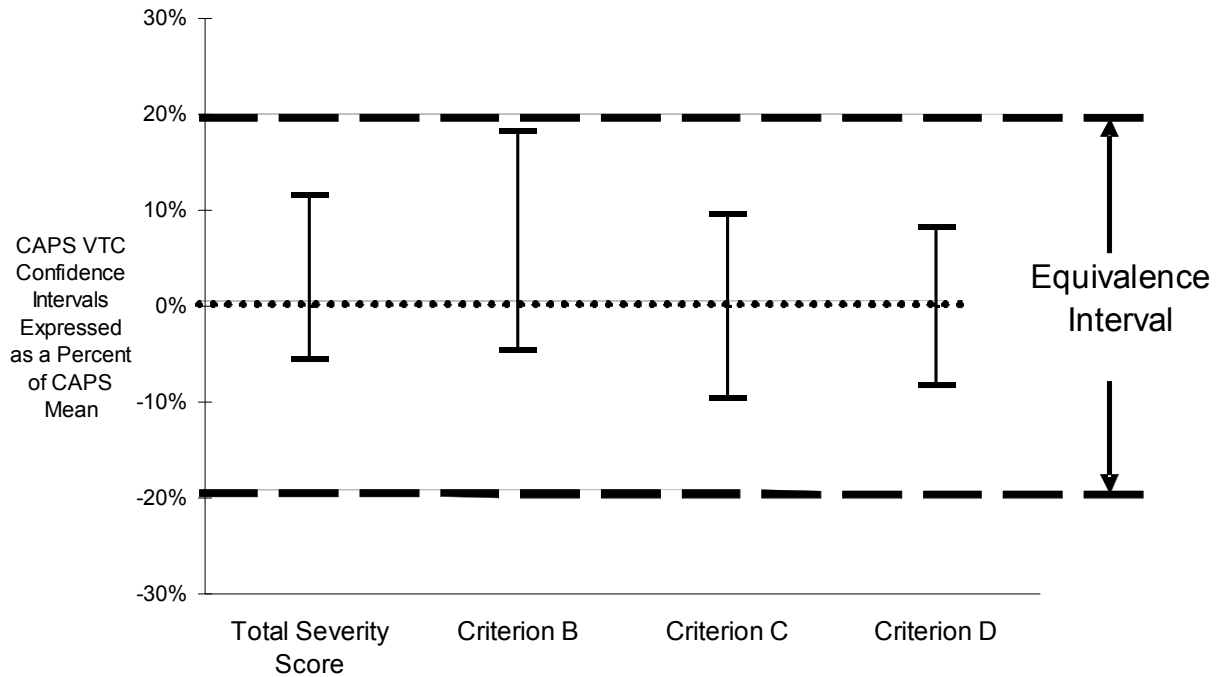 30%
20%
10%
0%
-10%
-20%
-30%
CAPS VTC
Confidence
Intervals
Expressed
as a Percent
of CAPS
Mean
Equivalence
Interval
Total Severity
Score
Criterion B
Criterion C
Criterion D